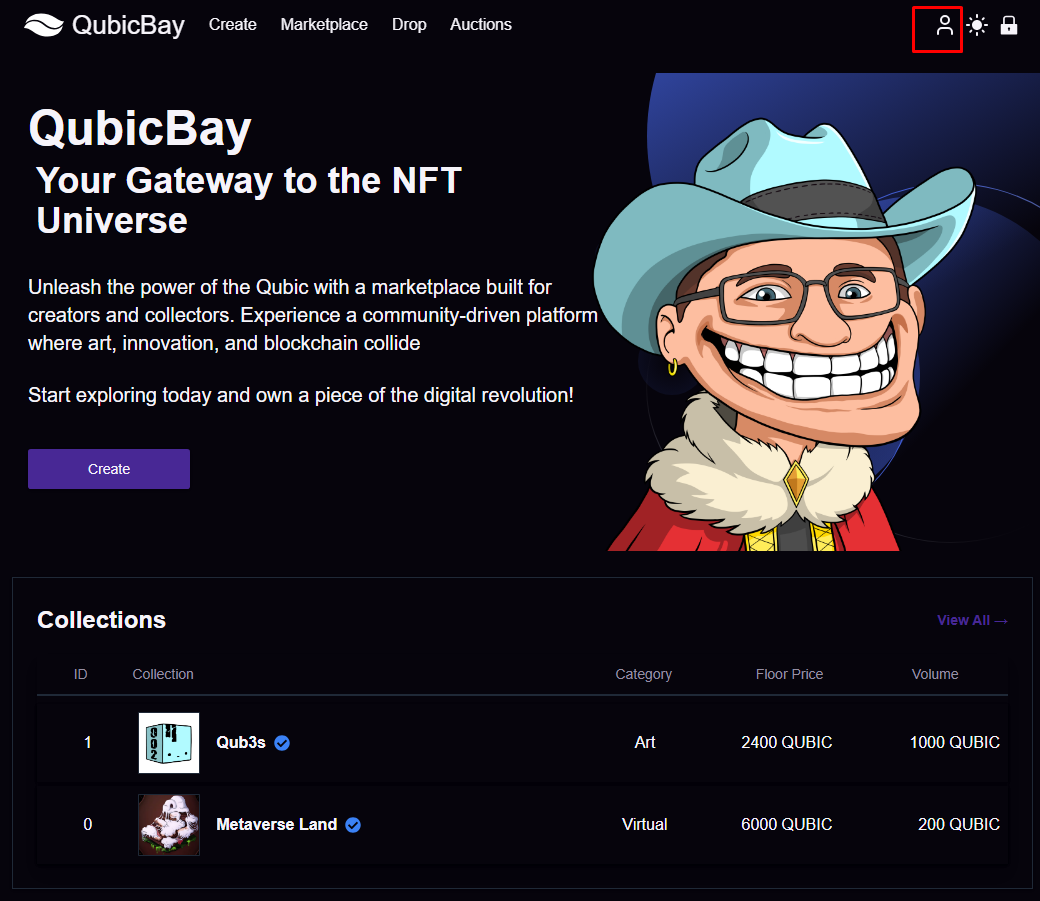 QubicBay Create Marketplace Drop Auctions
QubicBay
Your Gateway to the NFT
Universe
Unleash the power of the Qubic with a marketplace built for
creators and collectors. Experience a community-driven platform
where art, innovation, and blockchain collide
Start exploring today and own a piece of the digital revolution!
Create
Collections View All →
ID Collection Category Floor Price Volume
1 002 Qub3s Art 2400 QUBIC 1000 QUBIC
0 Metaverse Land Virtual 6000 QUBIC 200 QUBIC